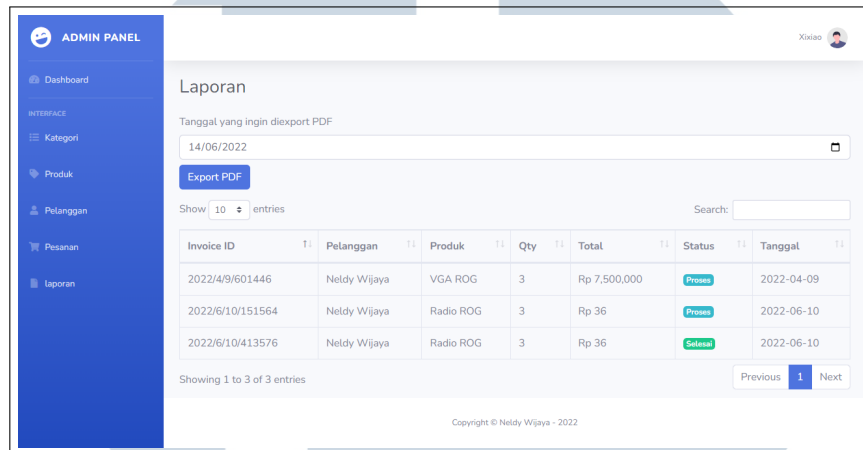 ADMIN PANEL
Xixiao
Dashboard
INTERFACE
Kategori
Produk
Pelanggan
Pesanan
laporan
Laporan
Tanggal yang ingin diexport PDF
14/06/2022
Export PDF
Show 10 entries
Search:
Invoice ID Pelanggan Produk Qty Total Status Tanggal
2022/4/9/601446 Neldy Wijaya VGA ROG 3 Rp 7,500,000 Proses 2022-04-09
2022/6/10/151564 Neldy Wijaya Radio ROG 3 Rp 36 Proses 2022-06-10
2022/6/10/413576 Neldy Wijaya Radio ROG 3 Rp 36 Selesai 2022-06-10
Showing 1 to 3 of 3 entries
Previous 1 Next
Copyright © Neldy Wijaya - 2022